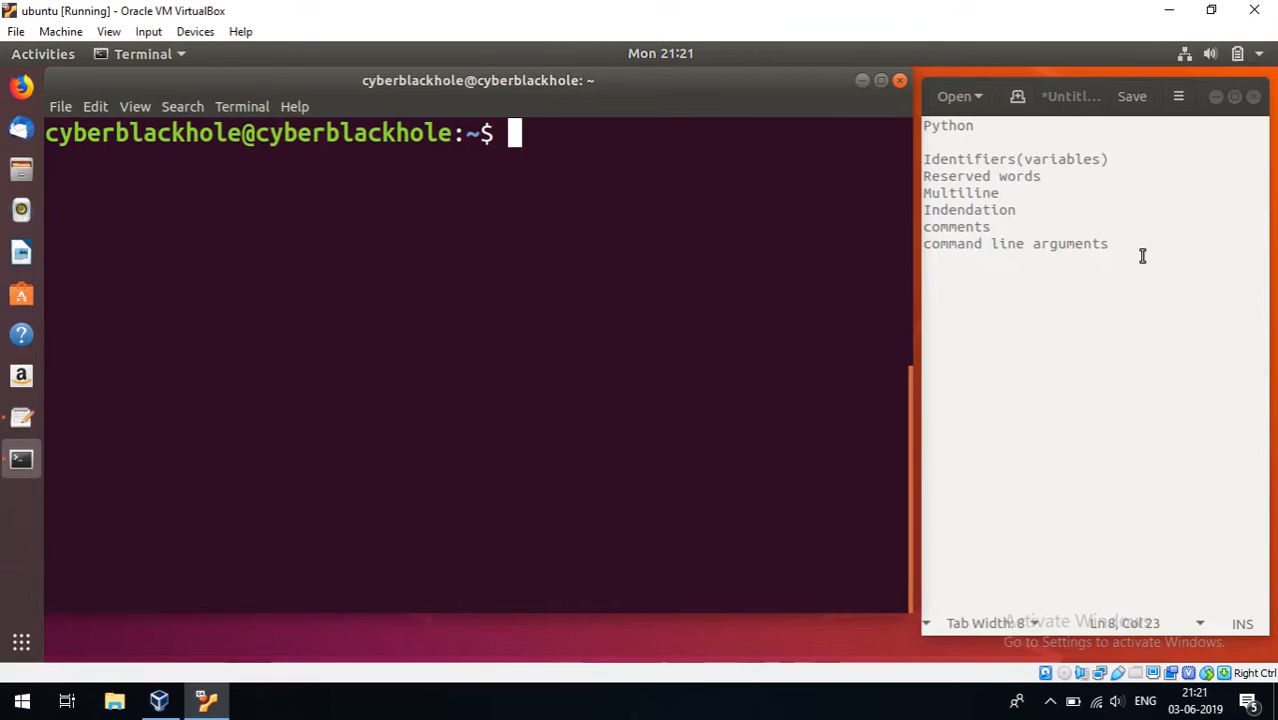 ubuntu [Running] - Oracle VM VirtualBox
File Machine View Input Devices Help
Activities Terminal Mon 21:21
cyberblackhole@cyberblackhole: ~
File Edit View Search Terminal Help
cyberblackhole@cyberblackhole:~$
Open *Untitl... Save
Python
Identifiers(variables)
Reserved words
Multiline
Indendation
comments
command line arguments
Tab Width: 8 Ln 8, Col 23 INS
Activate Windows
Go to Settings to activate Windows.
Right Ctrl
ENG
21:21
03-06-2019
5